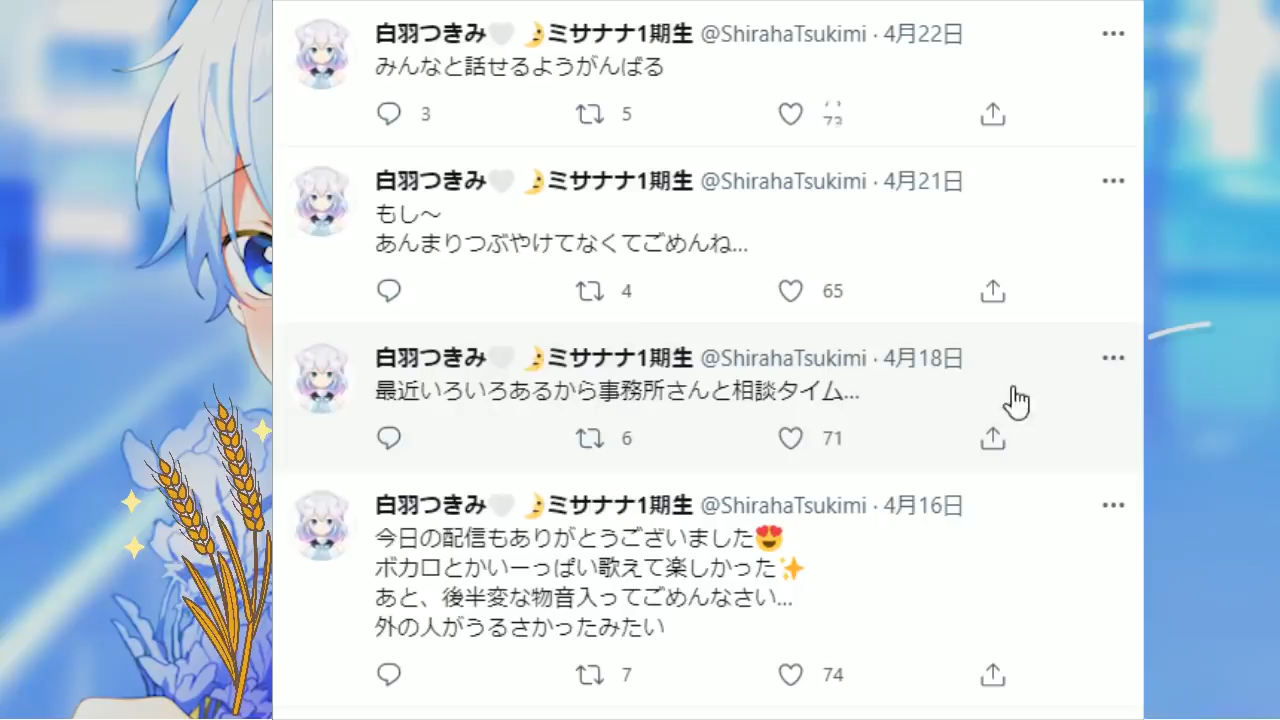 白羽つきみ🤍🌛ミサナナ1期生 @ShirahaTsukimi · 4月22日
みんなと話せるようがんばる
3 5
白羽つきみ🤍🌛ミサナナ1期生 @ShirahaTsukimi · 4月21日
もし～
あんまりつぶやけてなくてごめんね...
4 65
白羽つきみ🤍🌛ミサナナ1期生 @ShirahaTsukimi · 4月18日
最近いろいろあるから事務所さんと相談タイム...
6 71
白羽つきみ🤍🌛ミサナナ1期生 @ShirahaTsukimi · 4月16日
今日の配信もありがとうございました😍
ボカロとかいーっぱい歌えて楽しかった✨
あと、後半変な物音入ってごめんなさい...
外の人がうるさかったみたい
7 74